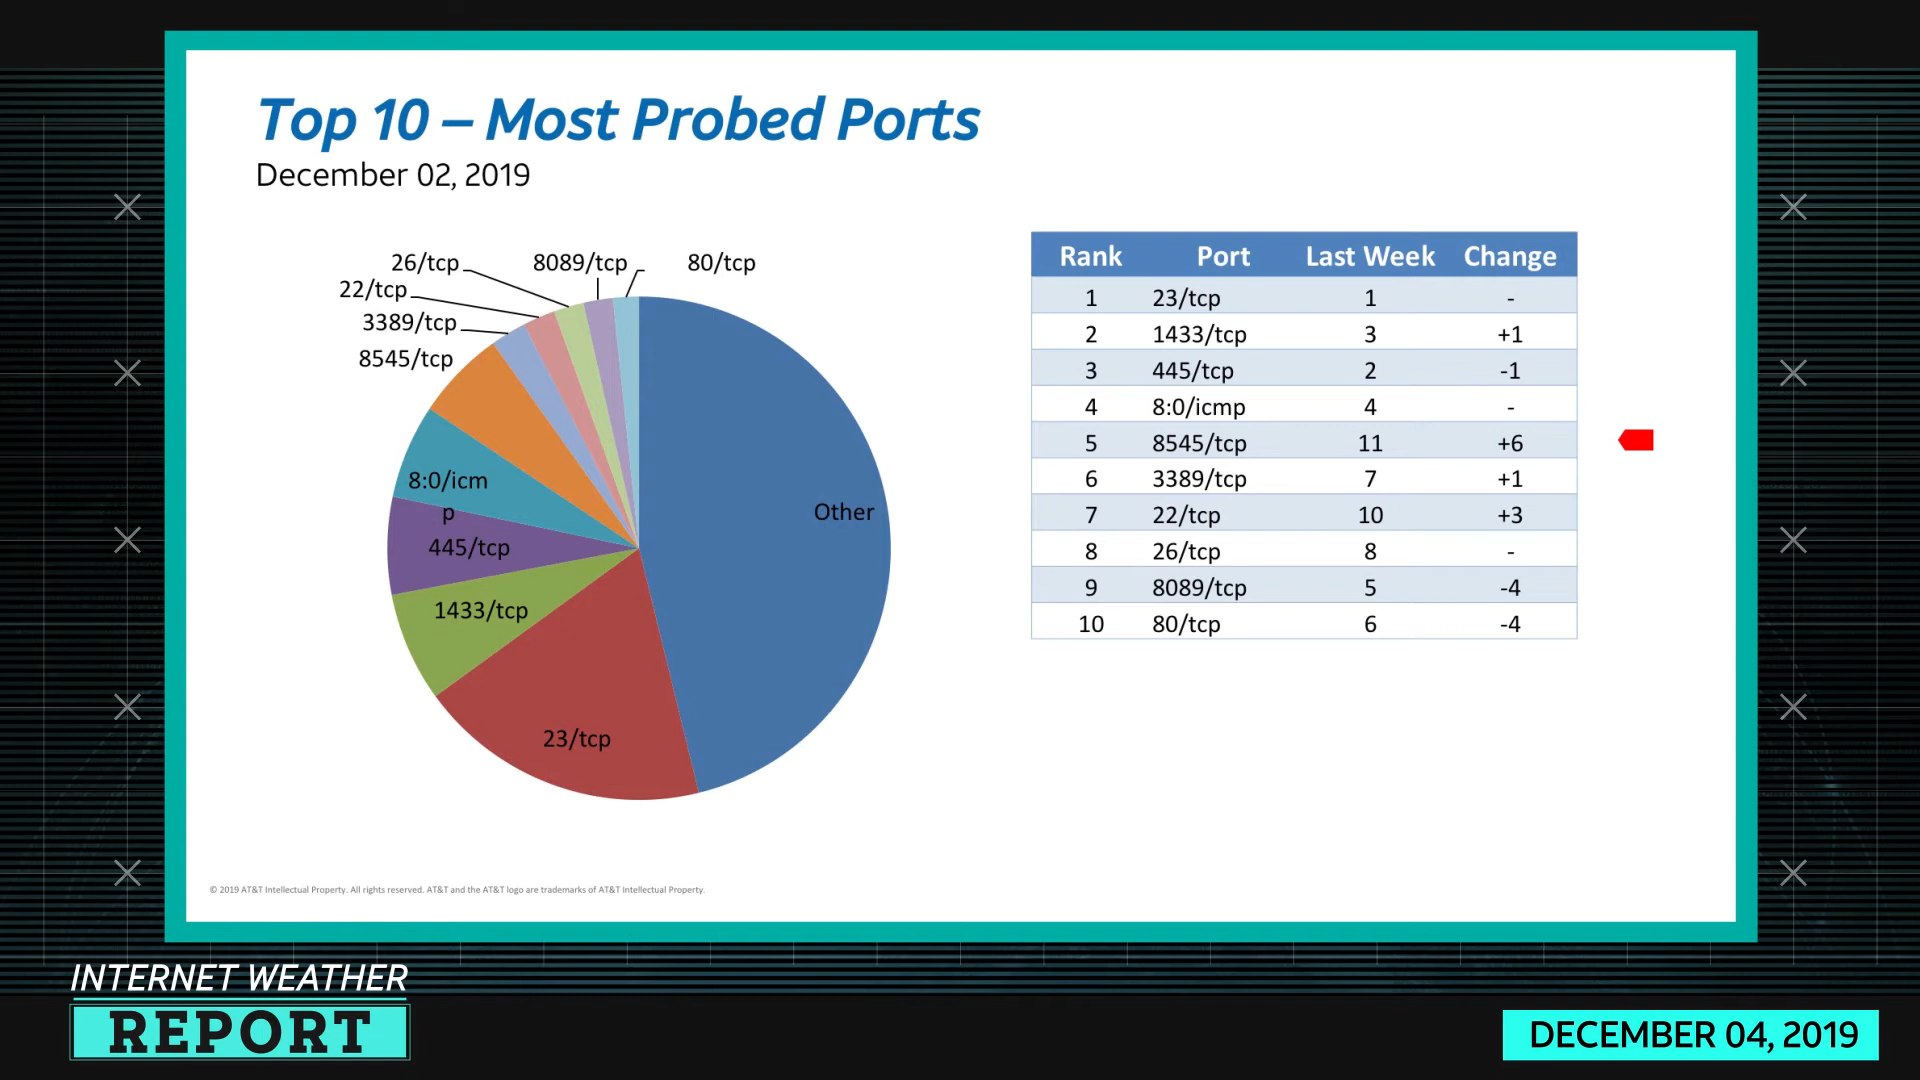 Top 10 – Most Probed Ports
December 02, 2019
26/tcp
8089/tcp
80/tcp
22/tcp
3389/tcp
8545/tcp
8:0/icm
p
Other
445/tcp
1433/tcp
23/tcp
Rank Port Last Week Change
1 23/tcp 1 -
2 1433/tcp 3 +1
3 445/tcp 2 -1
4 8:0/icmp 4 -
5 8545/tcp 11 +6
6 3389/tcp 7 +1
7 22/tcp 10 +3
8 26/tcp 8 -
9 8089/tcp 5 -4
10 80/tcp 6 -4
© 2019 AT&T Intellectual Property. All rights reserved. AT&T and the AT&T logo are trademarks of AT&T Intellectual Property.
INTERNET WEATHER
REPORT
DECEMBER 04, 2019